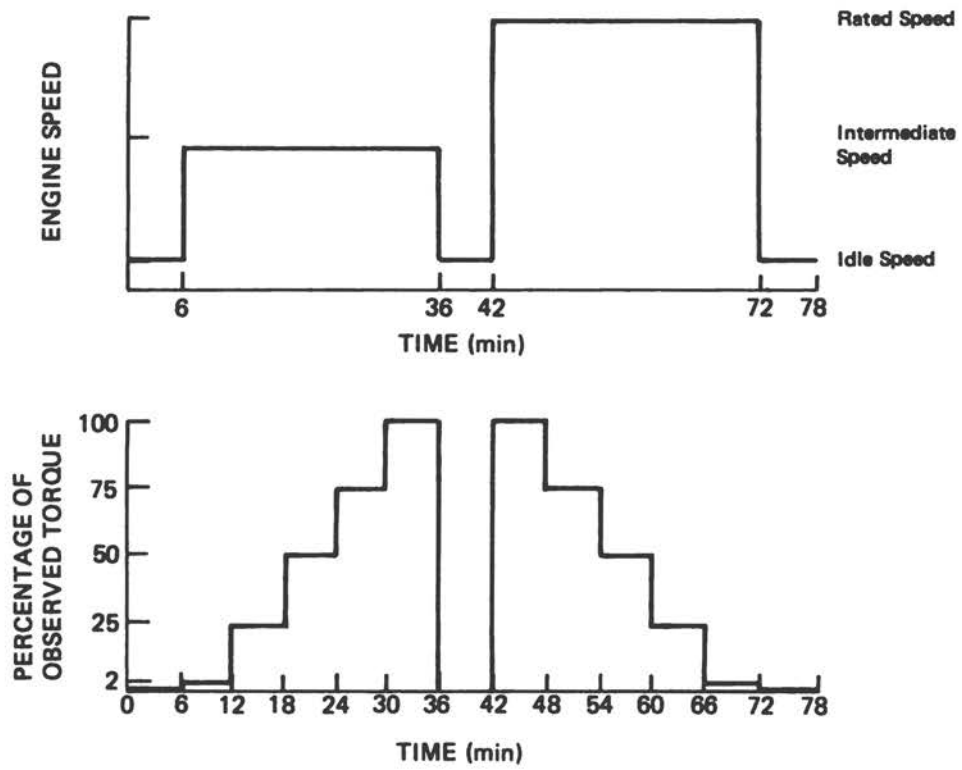 Rated Speed
ENGINE SPEED
Intermediate
Speed
Idle Speed
6 36 42 72 78
TIME (min)
PERCENTAGE OF
OBSERVED TORQUE
100
75
50
25
2
0 6 12 18 24 30 36 42 48 54 60 66 72 78
TIME (min)